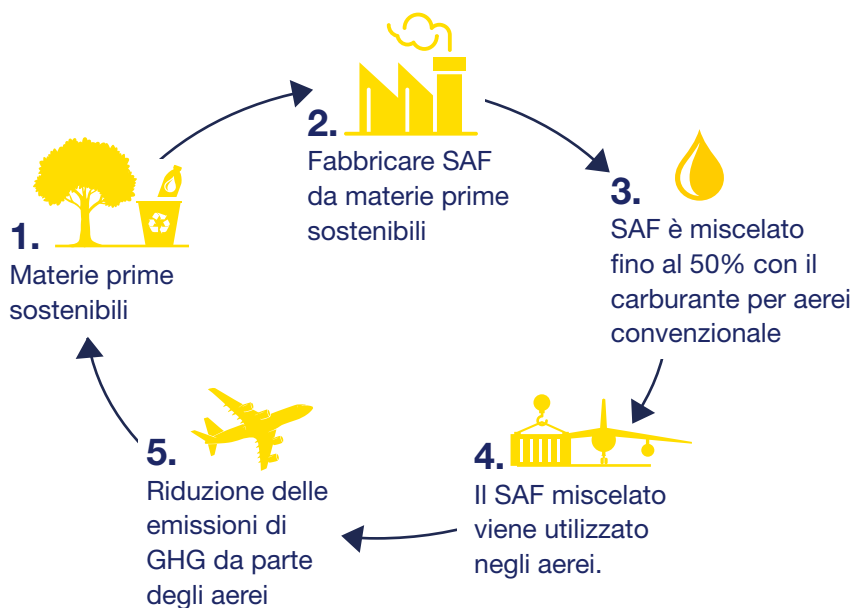 1.
Materie prime
sostenibili
2.
Fabbricare SAF
da materie prime
sostenibili
3.
SAF è miscelato
fino al 50% con il
carburante per aerei
convenzionale
4.
Il SAF miscelato
viene utilizzato
negli aerei.
5.
Riduzione delle
emissioni di
GHG da parte
degli aerei